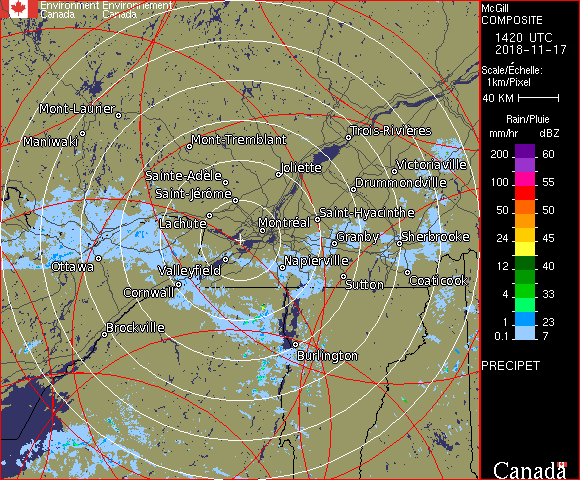 Environment Environnement
Canada Canada
McGill
COMPOSITE
1420 UTC
2018-11-17
Scale/Échelle:
1km/Pixel
40 KM
Rain/Pluie
mm/hr dBZ
200 60
100 55
50 50
24 45
12 40
4 33
1 23
0.1 7
PRECIPET
Canada
Mont-Laurier
Maniwaki
Mont-Tremblant
Trois-Rivières
Sainte-Adèle
Joliette
Victoriaville
Saint-Jérôme
Drummondville
Lachute
Montréal
Saint-Hyacinthe
Granby
Sherbrooke
Ottawa
Valleyfield
Napierville
Cornwall
Sutton
Coaticook
Brockville
Burlington